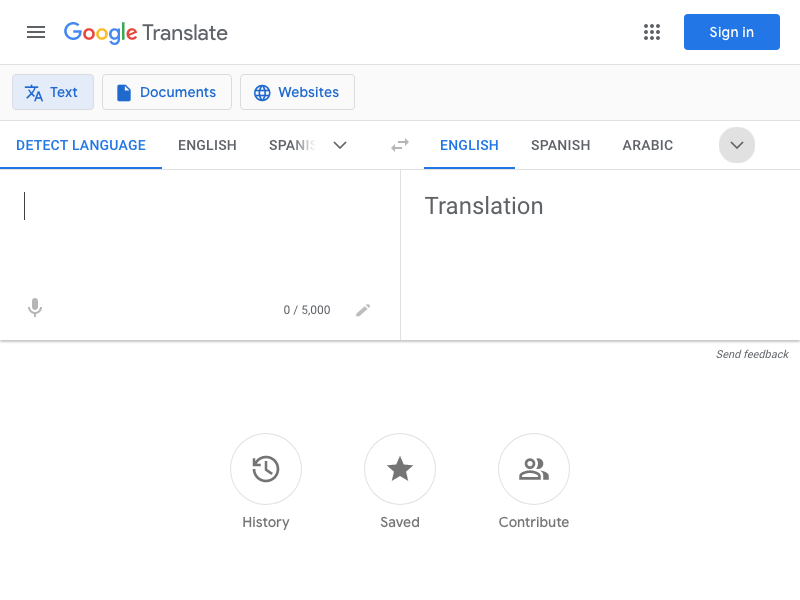 Google Translate
Sign in
Text
Documents
Websites
DETECT LANGUAGE
ENGLISH
ENGLISH
SPANISH
ARABIC
Translation
0 / 5,000
Send feedback
History
Saved
Contribute